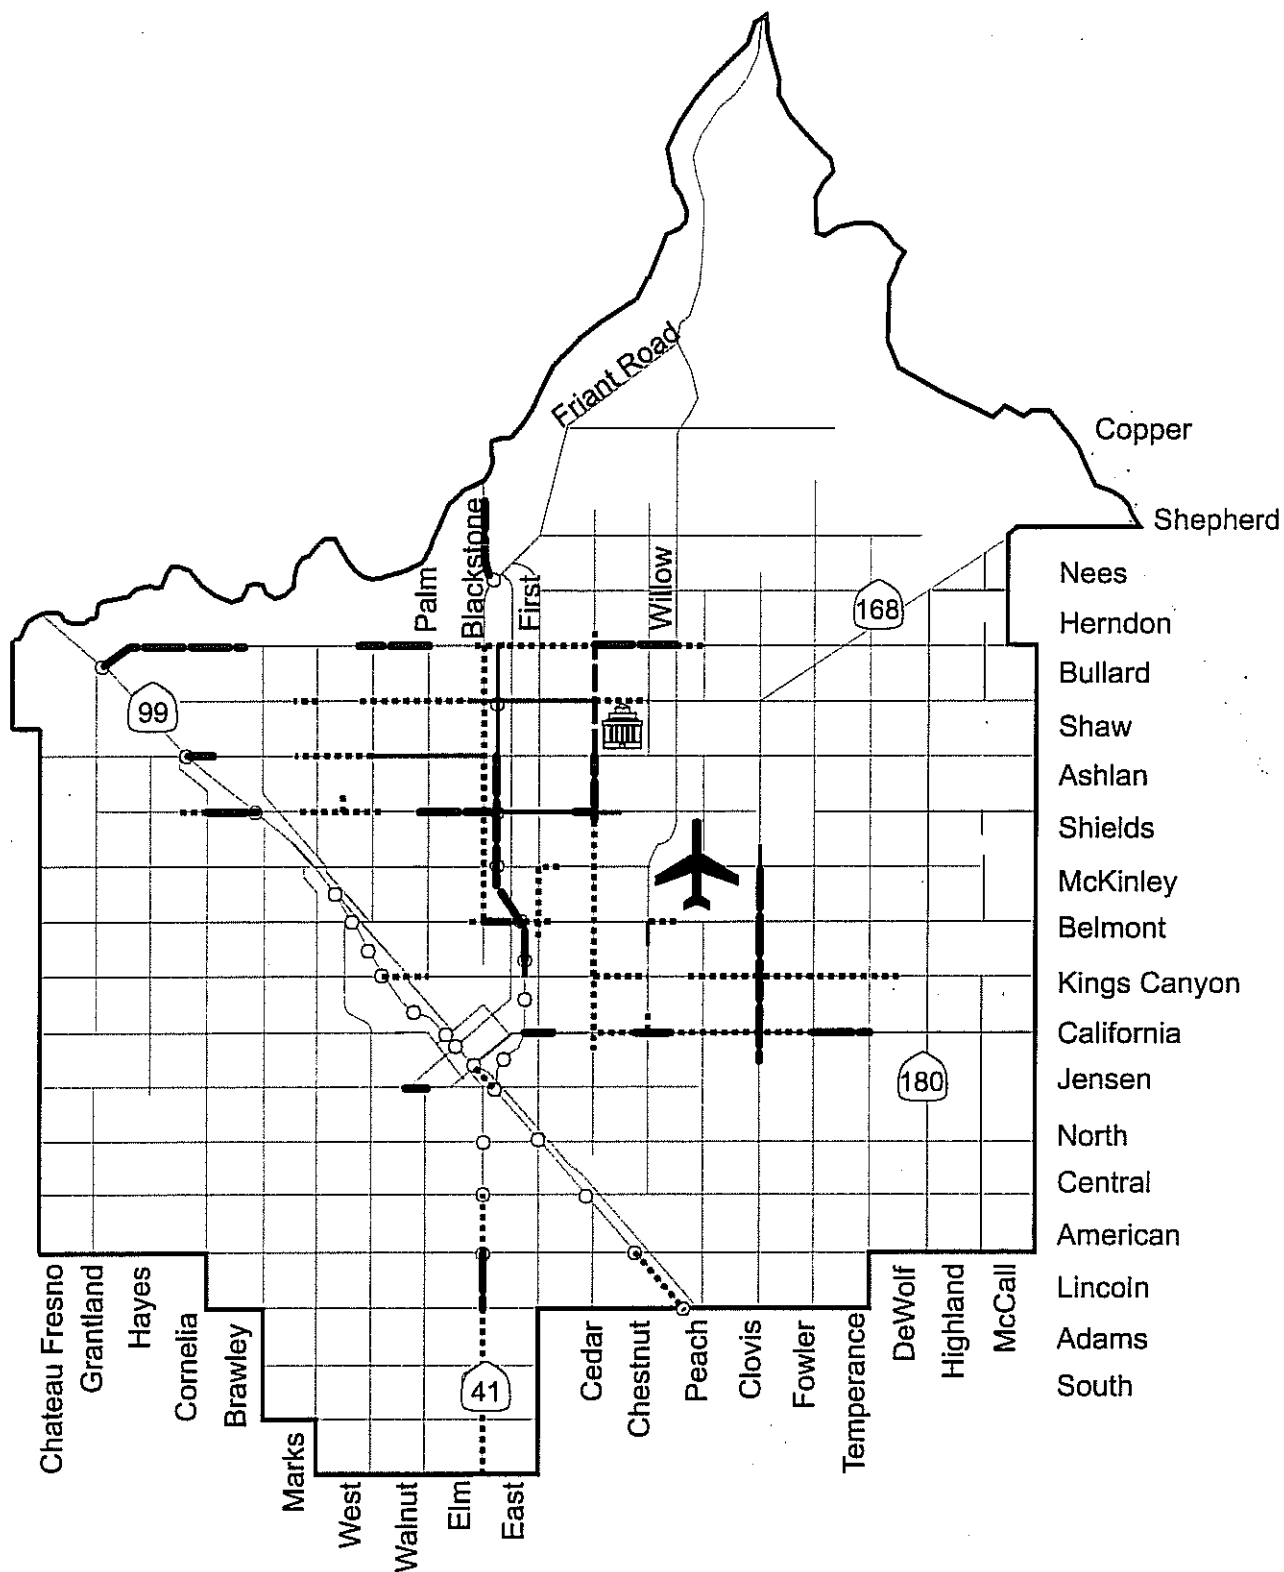 Friant Road
Copper
Shepherd
Palm
Blackstone
First
Willow
Nees
168
Herndon
Bullard
99
Shaw
Ashlan
Shields
McKinley
Belmont
Kings Canyon
California
Jensen
180
North
Central
American
Lincoln
Adams
South
41
Chateau Fresno
Grantland
Hayes
Cornelia
Brawley
Marks
West
Walnut
Elm
East
Cedar
Chestnut
Peach
Clovis
Fowler
Temperance
DeWolf
Highland
McCall